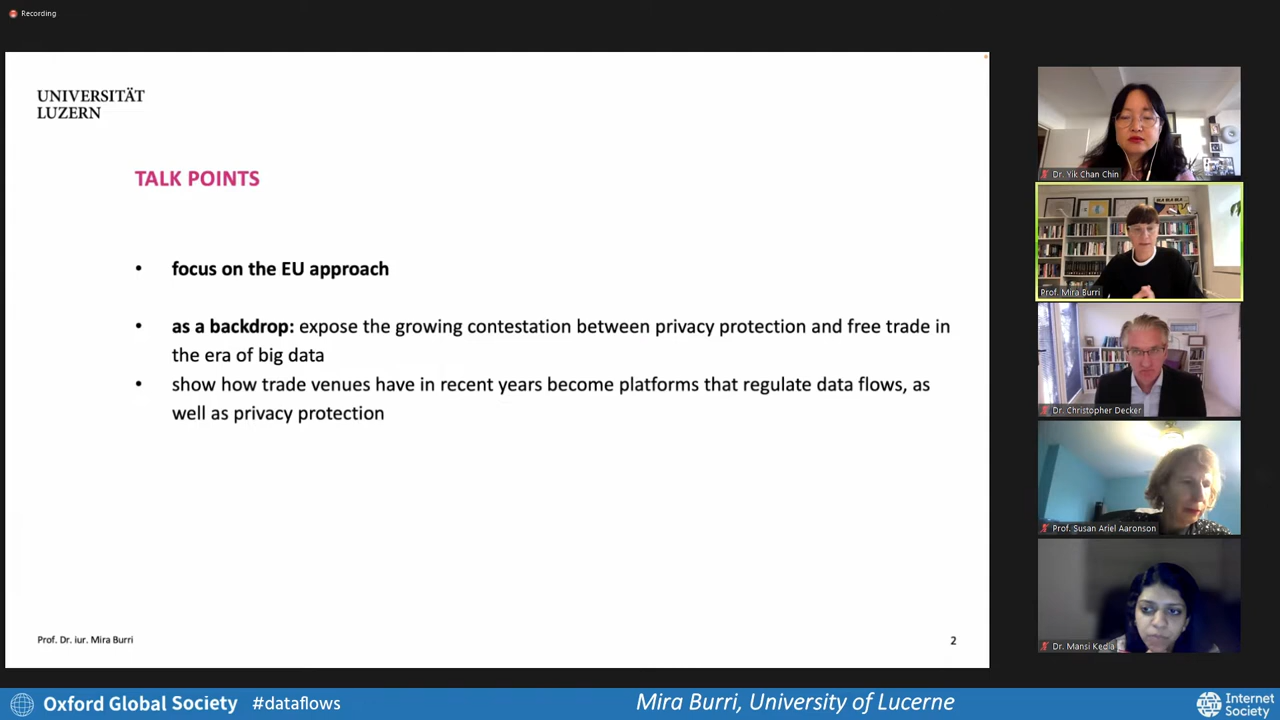 Recording
UNIVERSITÄT
LUZERN
TALK POINTS
• focus on the EU approach
• as a backdrop: expose the growing contestation between privacy protection and free trade in
the era of big data
• show how trade venues have in recent years become platforms that regulate data flows, as
well as privacy protection
Prof. Dr. iur. Mira Burri
2
Dr. Yik Chan Chin
Prof. Mira Burri
Dr. Christopher Decker
Prof. Susan Ariel Aaronson
Dr. Mansi Kedia
Oxford Global Society #dataflows
Mira Burri, University of Lucerne
Internet
Society